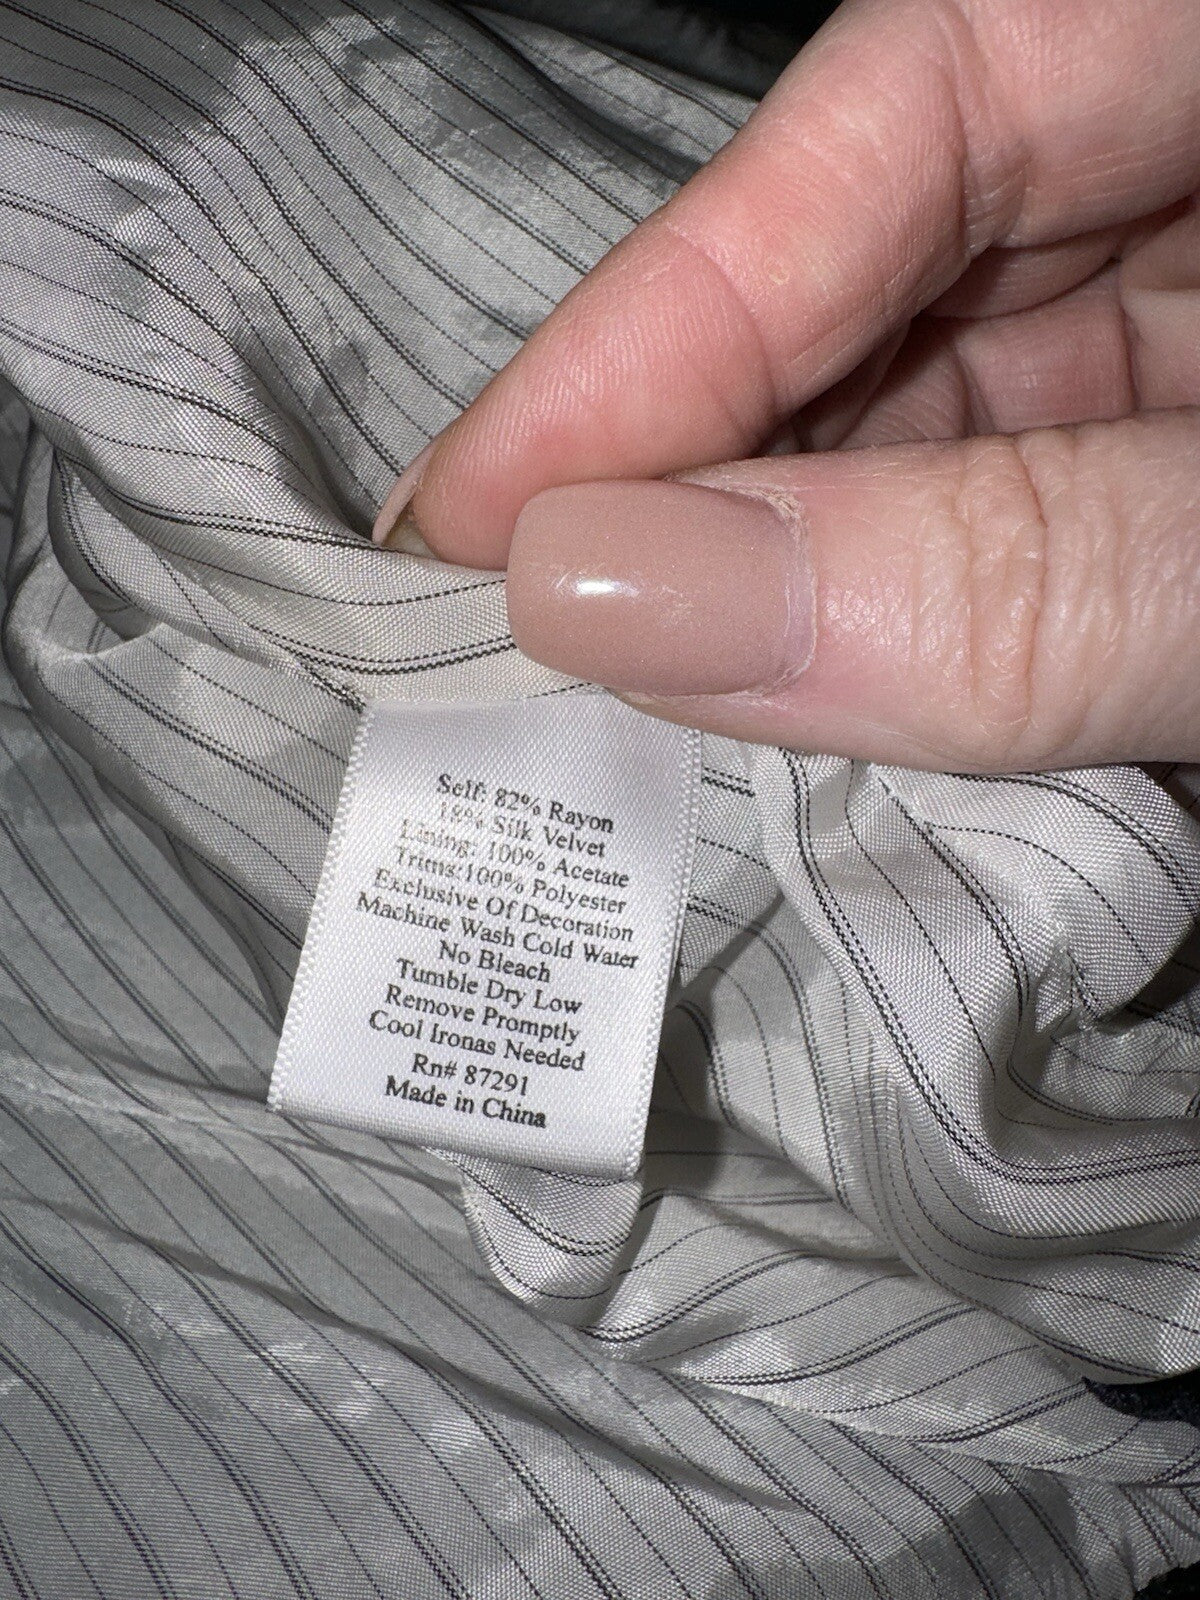 Self: 82% Rayon
18% Silk Velvet
Lining: 100% Acetate
Trims:100% Polyester
Exclusive Of Decoration
Machine Wash Cold Water
No Bleach
Tumble Dry Low
Remove Promptly
Cool Ironas Needed
Rn# 87291
Made in China